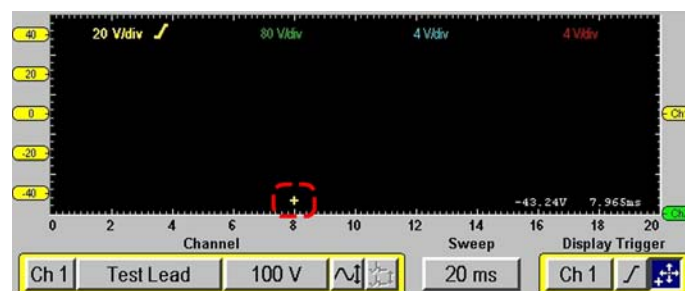 20 V/div 80 V/div 4 V/div 4 V/div
40
20
0
-20
-40
Ch
-43.24V 7.965ms
Ch
0 2 4 6 8 10 12 14 16 18 20
Channel Sweep Display Trigger
Ch 1 Test Lead 100 V 20 ms Ch 1